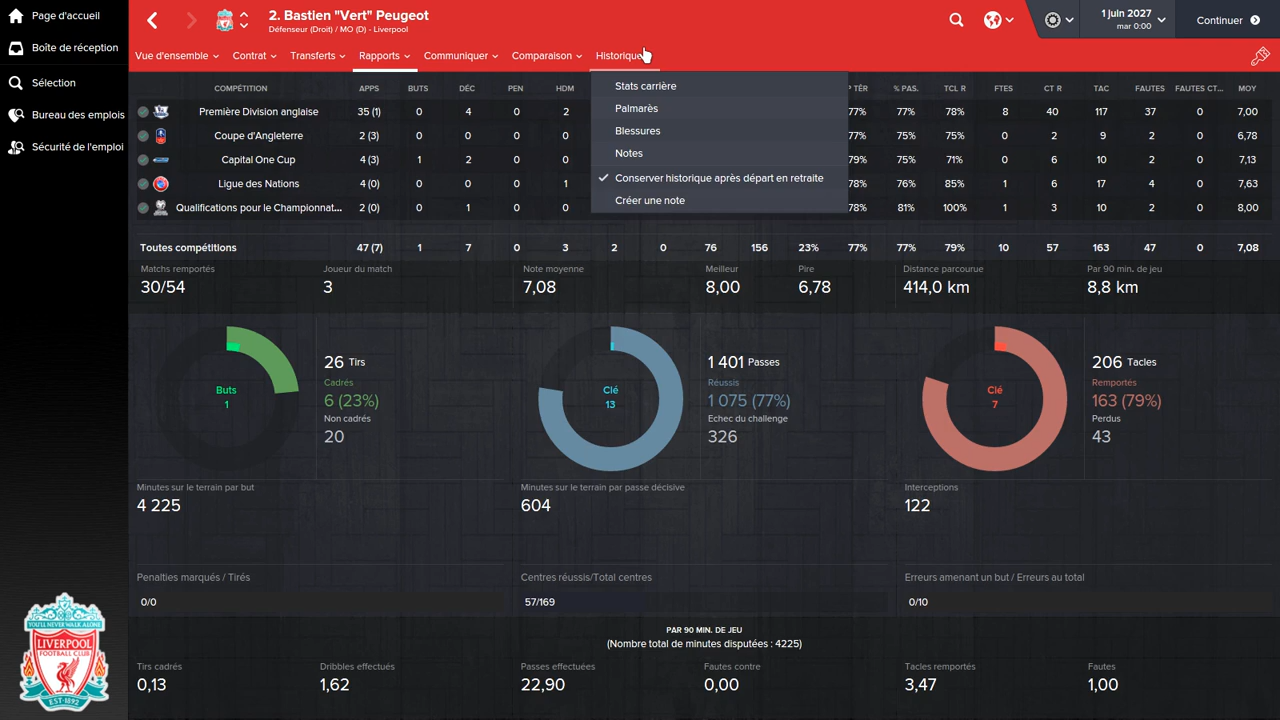 Page d'accueil
Boîte de réception
Sélection
Bureau des emplois
Sécurité de l'emploi
2. Bastien "Vert" Peugeot
Défenseur (Droit) / MO (D) - Liverpool
1 juin 2027
mar 0:00
Continuer
Vue d'ensemble Contrat Transferts Rapports Communiquer Comparaison Historique
Stats carrière
Palmarès
Blessures
Notes
Conserver historique après départ en retraite
Créer une note
COMPÉTITION APPS BUTS DÉC PEN HDM P TÉR % PAS. TCL R FTES CT R TAC FAUTES FAUTES CT... MOY
Première Division anglaise 35 (1) 0 4 0 2 77% 77% 78% 8 40 117 37 0 7,00
Coupe d'Angleterre 2 (3) 0 0 0 0 77% 75% 75% 0 2 9 2 0 6,78
Capital One Cup 4 (3) 1 2 0 0 79% 75% 71% 0 6 10 2 0 7,13
Ligue des Nations 4 (0) 0 0 0 1 78% 76% 85% 1 6 17 4 0 7,63
Qualifications pour le Championnat... 2 (0) 0 1 0 0 78% 81% 100% 1 3 10 2 0 8,00
Toutes compétitions 47 (7) 1 7 0 3 2 0 76 156 23% 77% 77% 79% 10 57 163 47 0 7,08
Matchs remportés Joueur du match Note moyenne Meilleur Pire Distance parcourue Par 90 min. de jeu
30/54 3 7,08 8,00 6,78 414,0 km 8,8 km
Buts
1
26 Tirs
Cadrés
6 (23%)
Non cadrés
20
Clé
13
1 401 Passes
Réussis
1 075 (77%)
Echec du challenge
326
Clé
7
206 Tacles
Remportés
163 (79%)
Perdus
43
Minutes sur le terrain par but Minutes sur le terrain par passe décisive Interceptions
4 225 604 122
Penalties marqués / Tirés Centres réussis/Total centres Erreurs amenant un but / Erreurs au total
0/0 57/169 0/10
PAR 90 MIN. DE JEU
(Nombre total de minutes disputées : 4225)
Tirs cadrés Dribbles effectués Passes effectuées Fautes contre Tacles remportés Fautes
0,13 1,62 22,90 0,00 3,47 1,00
YOU'LL NEVER WALK ALONE
LIVERPOOL
FOOTBALL CLUB
EST·1892